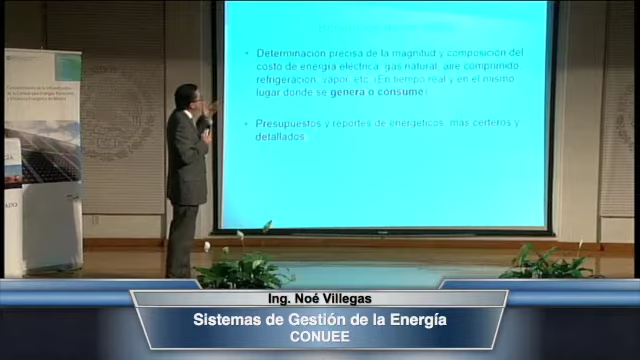 • Determinación precisa de la magnitud y composición del
costo de energía eléctrica, gas natural, aire comprimido,
refrigeración, vapor, etc. (En tiempo real y en el mismo
lugar donde se genera o consume)
• Presupuestos y reportes de energéticos, mas certeros y
detallados
Ing. Noé Villegas
Sistemas de Gestión de la Energía
CONUEE